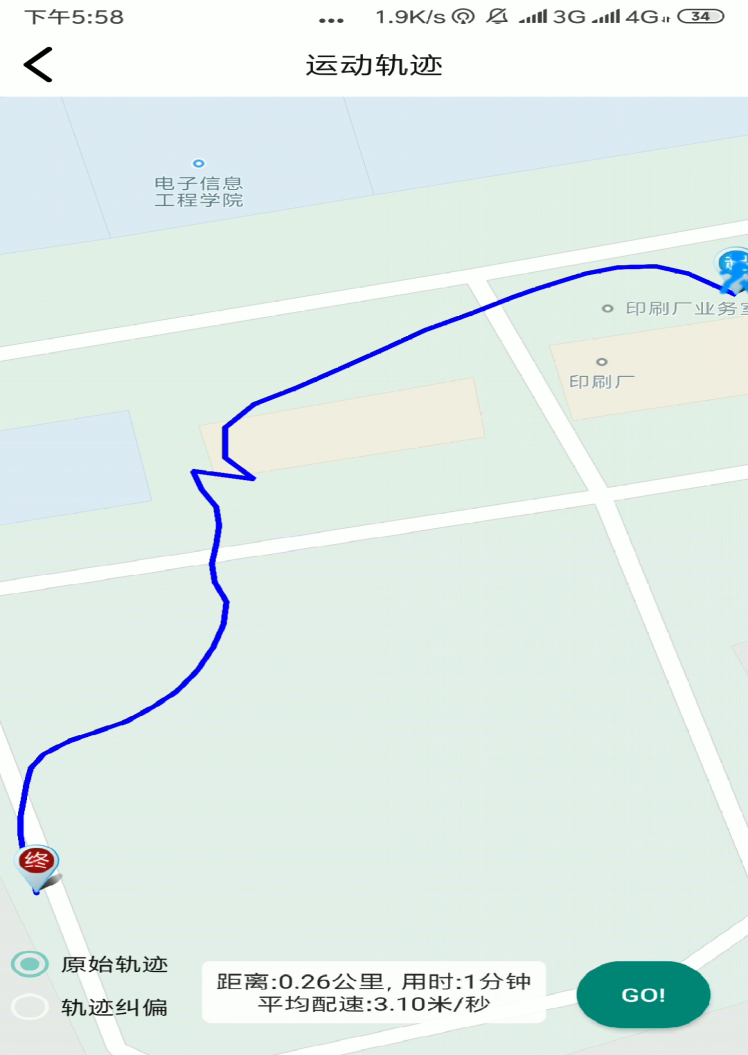 下午5:58 ... 1.9K/s 3G 4G 34
运动轨迹
电子信息
工程学院
印刷厂业务室
印刷厂
终
原始轨迹
轨迹纠偏
距离:0.26公里, 用时:1分钟
平均配速:3.10米/秒
GO!